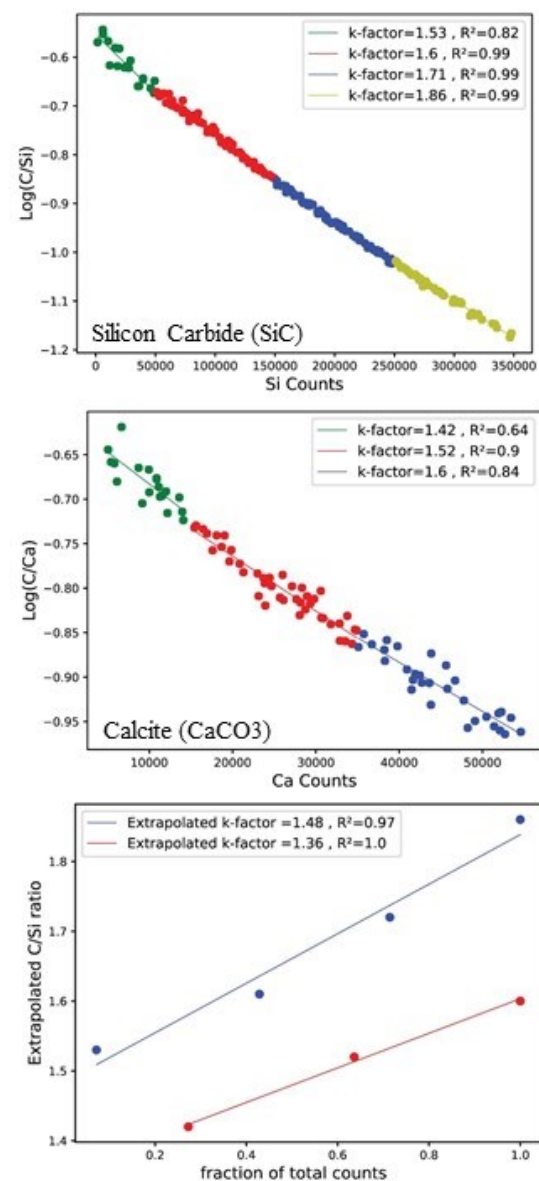 k-factor=1.53 , R²=0.82
k-factor=1.6 , R²=0.99
k-factor=1.71 , R²=0.99
k-factor=1.86 , R²=0.99
Log(C/Si)
−0.6
−0.7
−0.8
−0.9
−1.0
−1.1
−1.2
Silicon Carbide (SiC)
0 50000 100000 150000 200000 250000 300000 350000
Si Counts
k-factor=1.42 , R²=0.64
k-factor=1.52 , R²=0.9
k-factor=1.6 , R²=0.84
Log(C/Ca)
−0.65
−0.70
−0.75
−0.80
−0.85
−0.90
−0.95
Calcite (CaCO3)
10000 20000 30000 40000 50000
Ca Counts
Extrapolated k-factor =1.48 , R²=0.97
Extrapolated k-factor =1.36 , R²=1.0
Extrapolated C/Si ratio
1.8
1.7
1.6
1.5
1.4
0.2 0.4 0.6 0.8 1.0
fraction of total counts